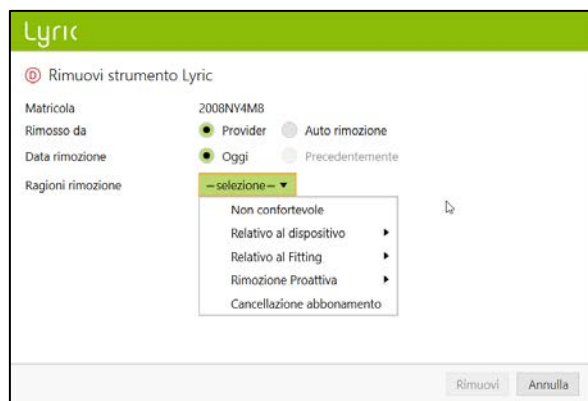 Lyric
D Rimuovi strumento Lyric
Matricola 2008NY4M8
Rimosso da Provider Auto rimozione
Data rimozione Oggi Precedentemente
Ragioni rimozione —selezione—
Non confortevole
Relativo al dispositivo
Relativo al Fitting
Rimozione Proattiva
Cancellazione abbonamento
Rimuovi Annulla